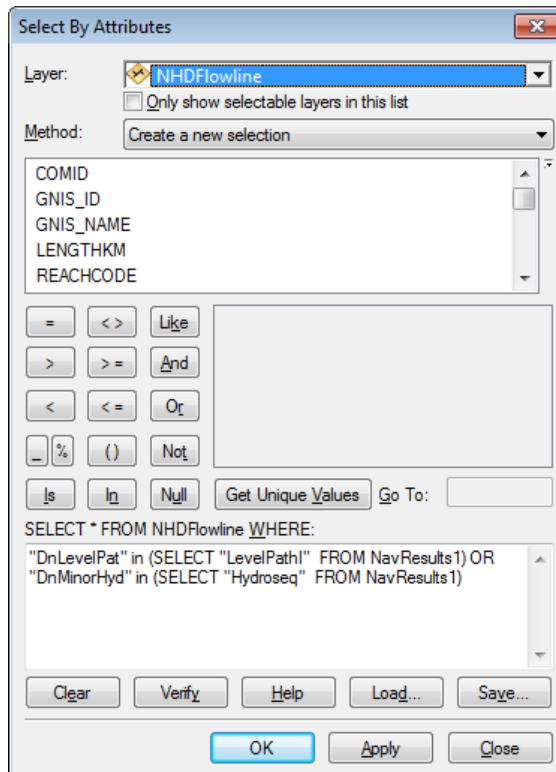 Select By Attributes
Layer: NHDFlowline
Only show selectable layers in this list
Method: Create a new selection
COMID
GNIS_ID
GNIS_NAME
LENGTHKM
REACHCODE
= < > Like
> > = And
< < = Or
_ % ( ) Not
Is In Null Get Unique Values Go To:
SELECT * FROM NHDFlowline WHERE:
"DnLevelPat" in (SELECT "LevelPathI" FROM NavResults1) OR
"DnMinorHyd" in (SELECT "Hydroseq" FROM NavResults1)
Clear Verify Help Load... Save...
OK Apply Close